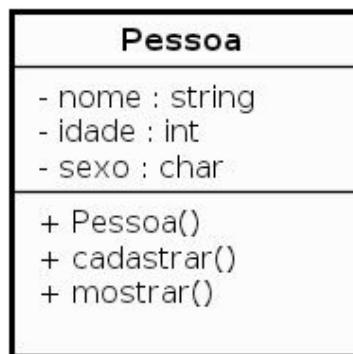 Pessoa
- nome : string
- idade : int
- sexo : char
+ Pessoa()
+ cadastrar()
+ mostrar()